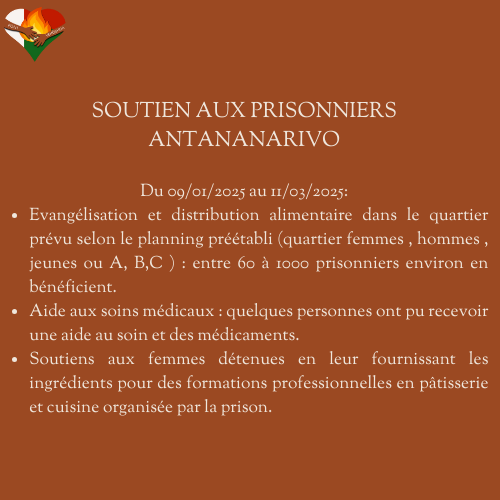 SOUTIEN AUX PRISONNIERS
ANTANANARIVO
Du 09/01/2025 au 11/03/2025:
• Evangélisation et distribution alimentaire dans le quartier
prévu selon le planning préétabli (quartier femmes , hommes ,
jeunes ou A, B,C ) : entre 60 à 1000 prisonniers environ en
bénéficient.
• Aide aux soins médicaux : quelques personnes ont pu recevoir
une aide au soin et des médicaments.
• Soutiens aux femmes détenues en leur fournissant les
ingrédients pour des formations professionnelles en pâtisserie
et cuisine organisée par la prison.